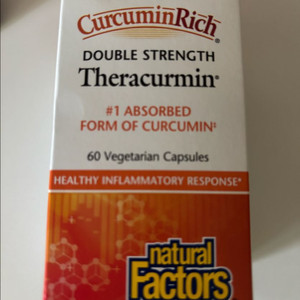 CurcuminRich®
DOUBLE STRENGTH
Theracurmin®
#1 ABSORBED
FORM OF CURCUMIN‡
60 Vegetarian Capsules
HEALTHY INFLAMMATORY RESPONSE*
natural
Factors